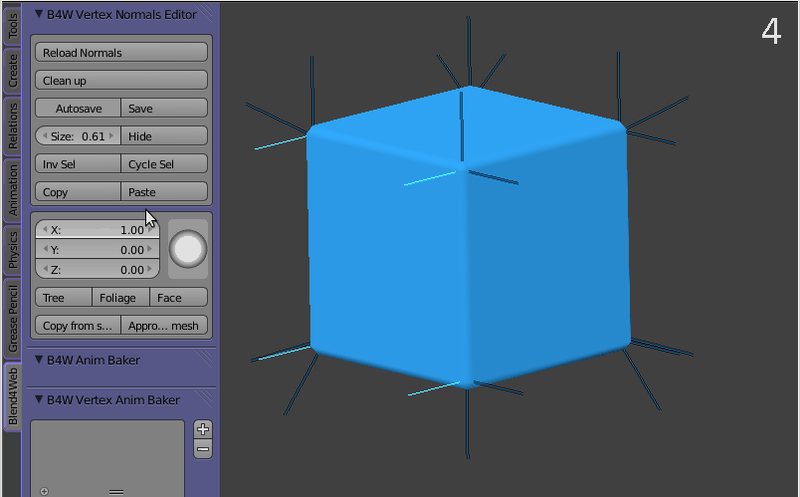 B4W Vertex Normals Editor
4
Tools
Reload Normals
Clean up
Create
Autosave Save
Size: 0.61 Hide
Relations
Inv Sel Cycle Sel
Copy Paste
Animation
X: 1.00
Y: 0.00
Z: 0.00
Physics
Tree Foliage Face
Copy from s... Appro... mesh
Grease Pencil
B4W Anim Baker
Blend4Web
B4W Vertex Anim Baker